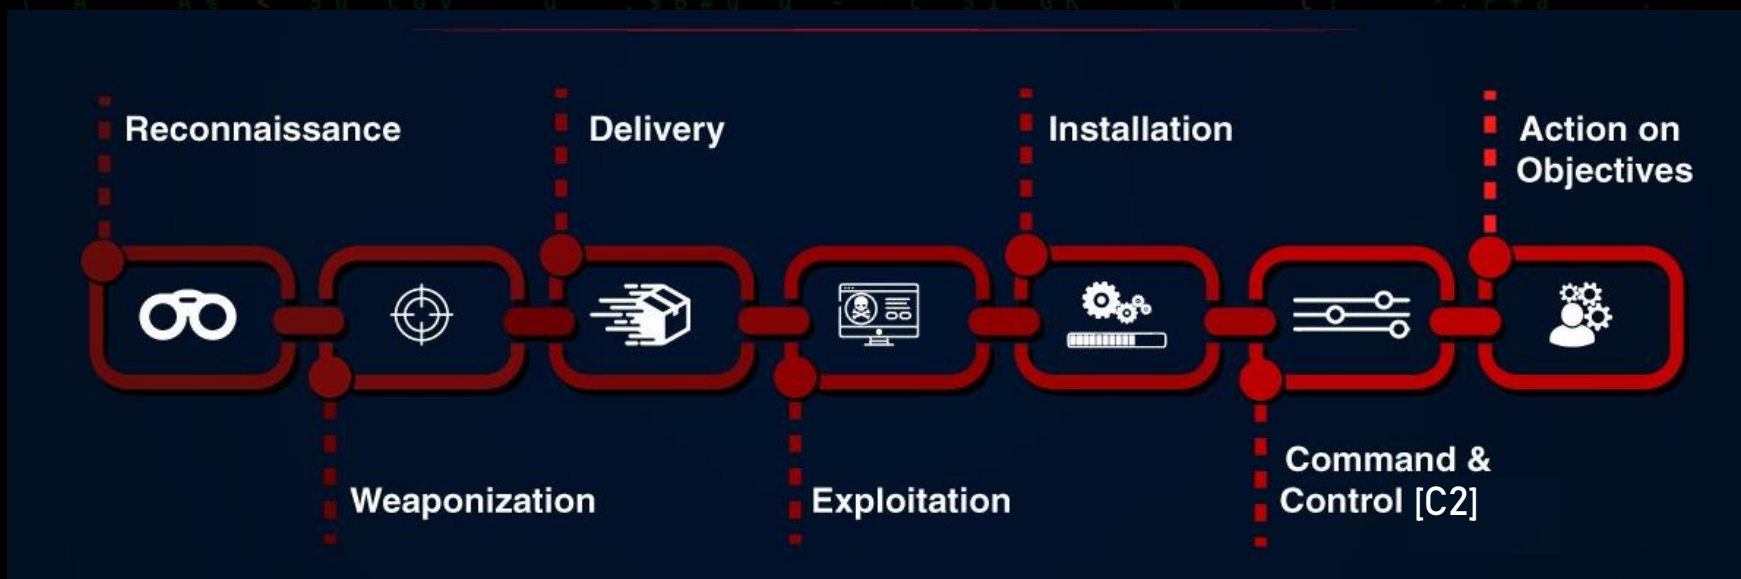 Reconnaissance
Weaponization
Delivery
Exploitation
Installation
Command &
Control [C2]
Action on
Objectives